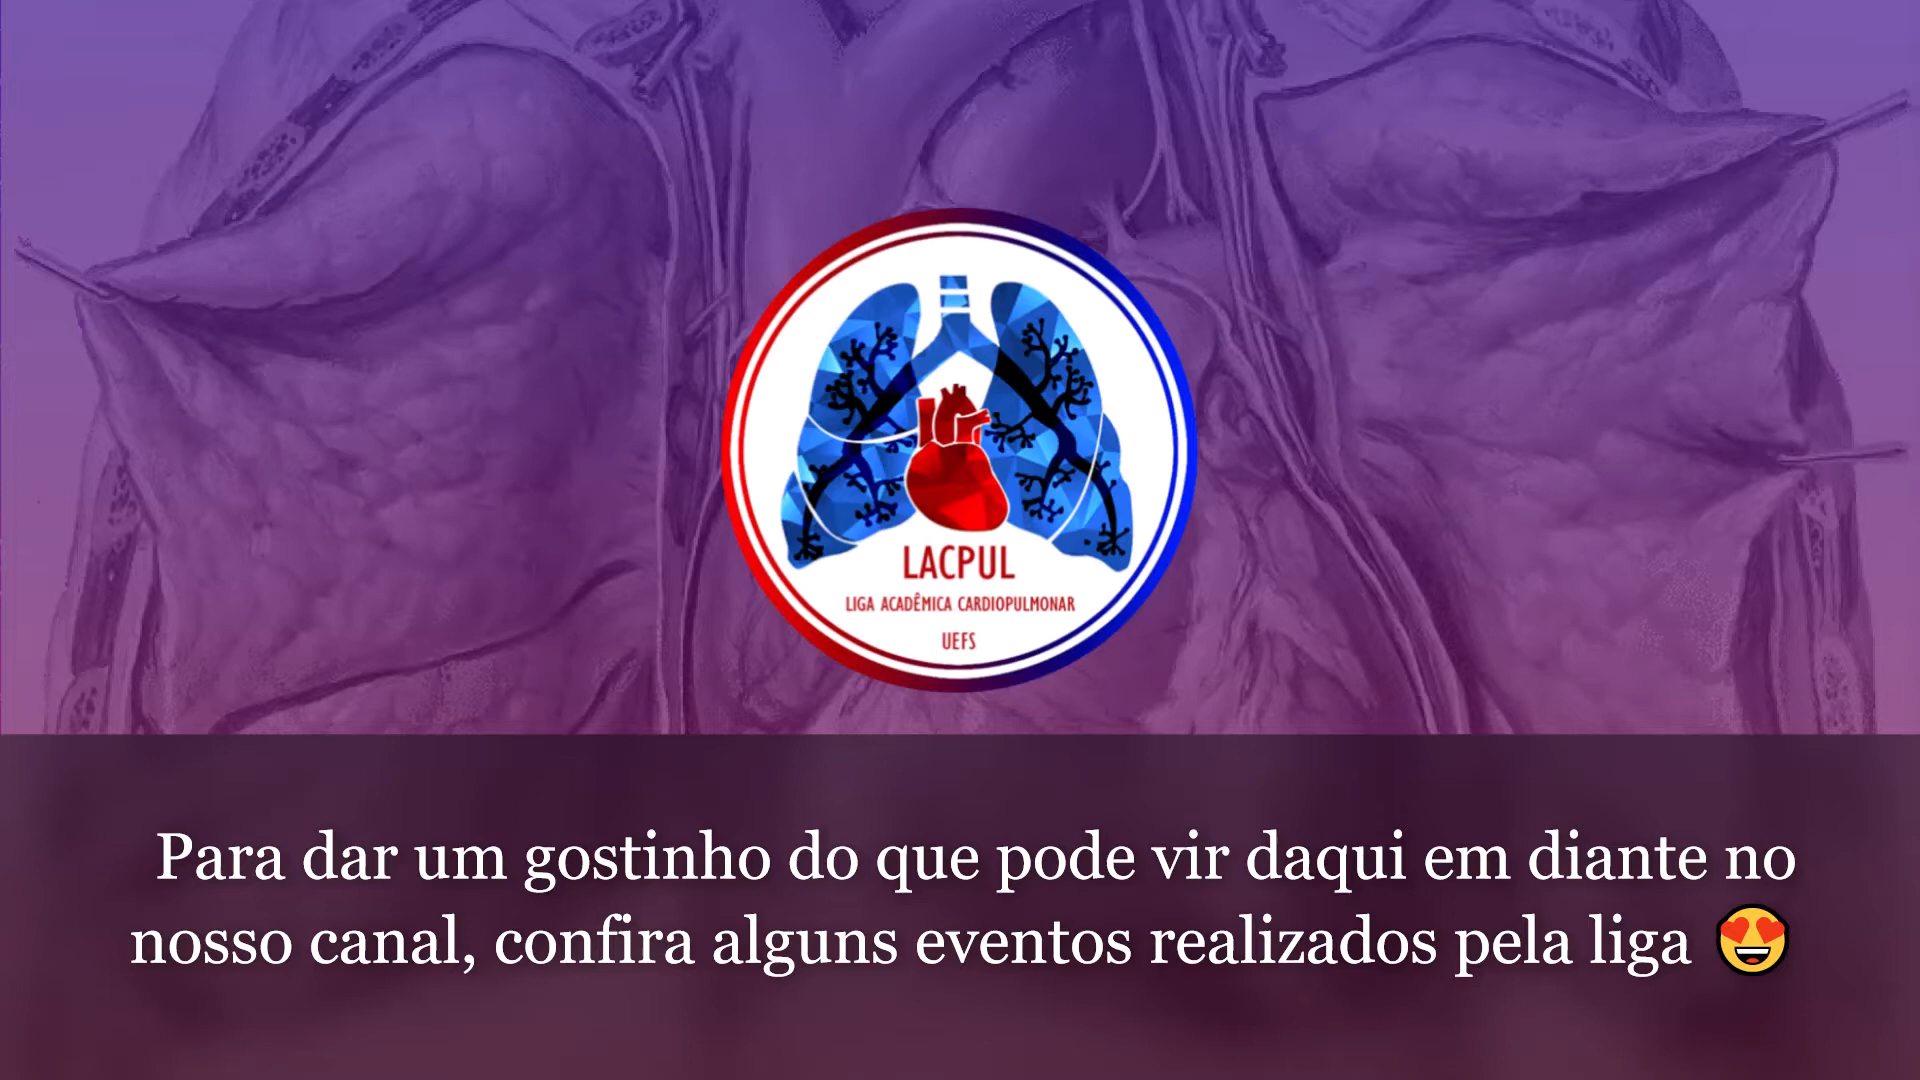 LACPUL
LIGA ACADÊMICA CARDIOPULMONAR
UEFS
Para dar um gostinho do que pode vir daqui em diante no
nosso canal, confira alguns eventos realizados pela liga 😍